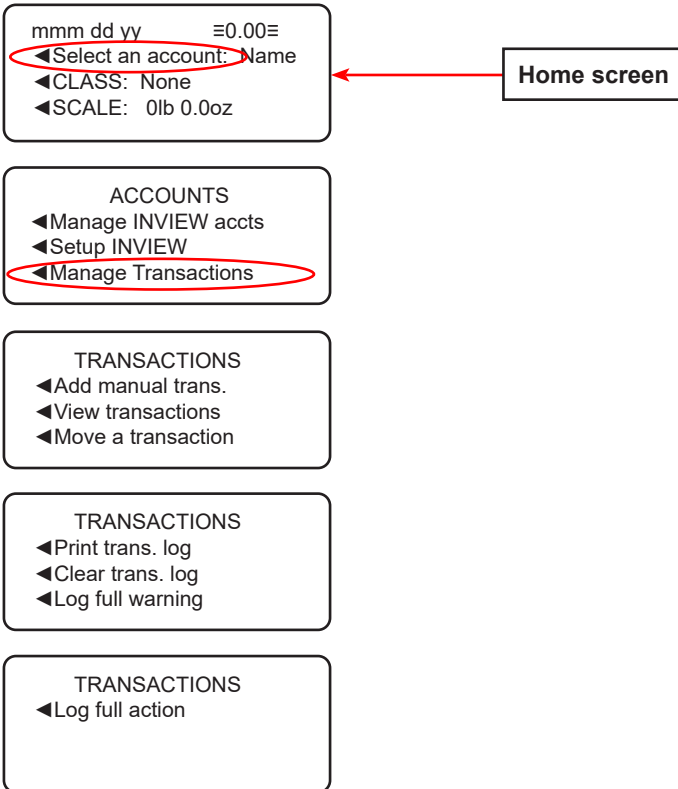 mmm dd yy ≡0.00≡
◄Select an account: Name
◄CLASS: None
◄SCALE: 0lb 0.0oz
Home screen
ACCOUNTS
◄Manage INVIEW accts
◄Setup INVIEW
◄Manage Transactions
TRANSACTIONS
◄Add manual trans.
◄View transactions
◄Move a transaction
TRANSACTIONS
◄Print trans. log
◄Clear trans. log
◄Log full warning
TRANSACTIONS
◄Log full action